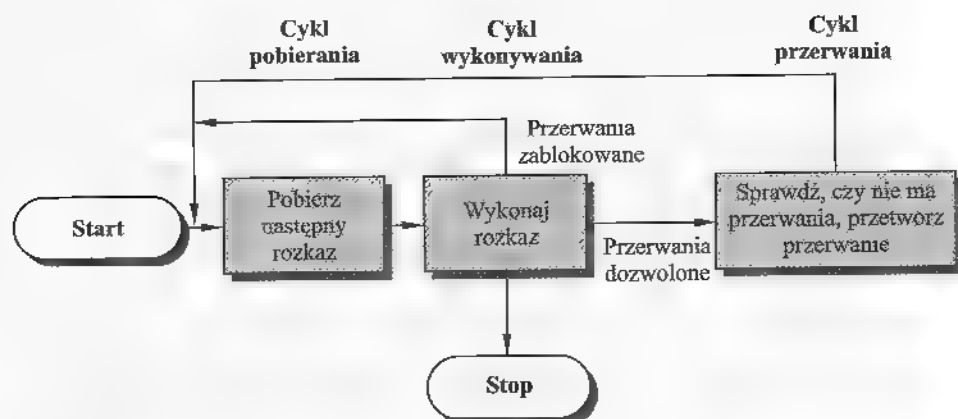 Cykl
pobierania
Cykl
wykonywania
Cykl
przerwania
Przerwania
zablokowane
Start
Pobierz
następny
rozkaz
Wykonaj
rozkaz
Przerwania
dozwolone
Sprawdź, czy nie ma
przerwania, przetwórz
przerwanie
Stop